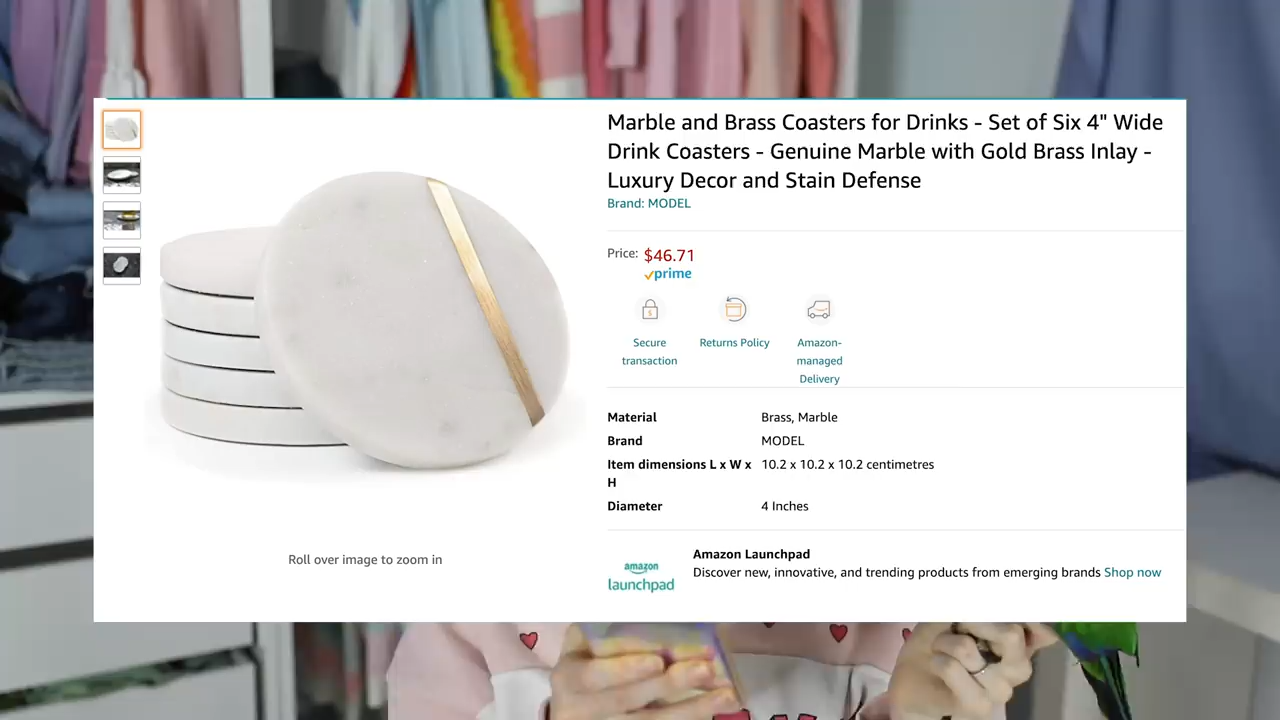 Marble and Brass Coasters for Drinks - Set of Six 4" Wide
Drink Coasters - Genuine Marble with Gold Brass Inlay -
Luxury Decor and Stain Defense
Brand: MODEL
Price: $46.71
prime
Secure
transaction
Returns Policy
Amazon-
managed
Delivery
Material Brass, Marble
Brand MODEL
Item dimensions L x W x
H
10.2 x 10.2 x 10.2 centimetres
Diameter 4 Inches
Roll over image to zoom in
amazon
launchpad
Amazon Launchpad
Discover new, innovative, and trending products from emerging brands Shop now